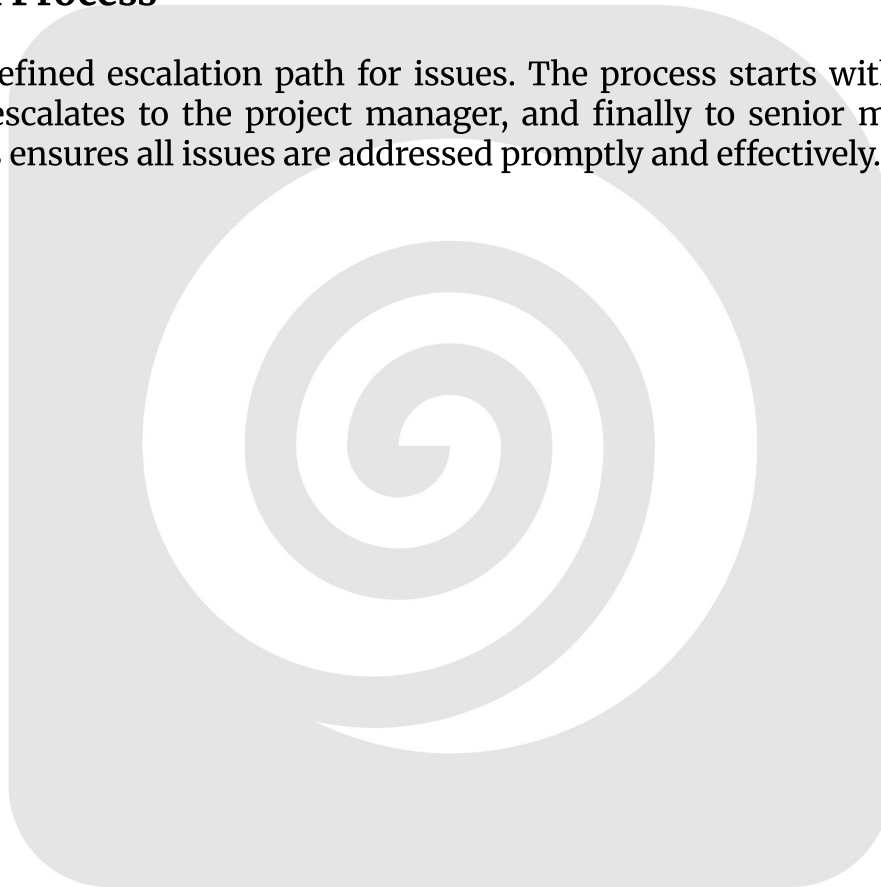 Process
efined escalation path for issues. The process starts wit
escalates to the project manager, and finally to senior m
ensures all issues are addressed promptly and effectively.